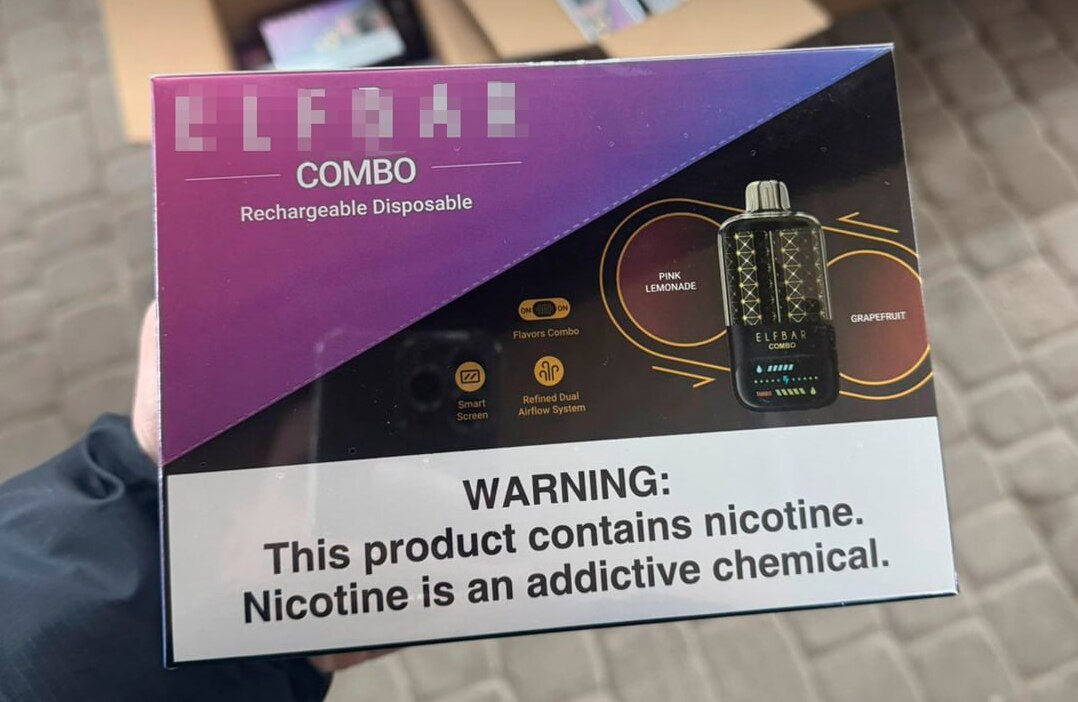 COMBO
Rechargeable Disposable
PINK
LEMONADE
GRAPEFRUIT
ON ON
Flavors Combo
ELFBAR
COMBO
Smart
Screen
Refined Dual
Airflow System
TURBO
WARNING:
This product contains nicotine.
Nicotine is an addictive chemical.